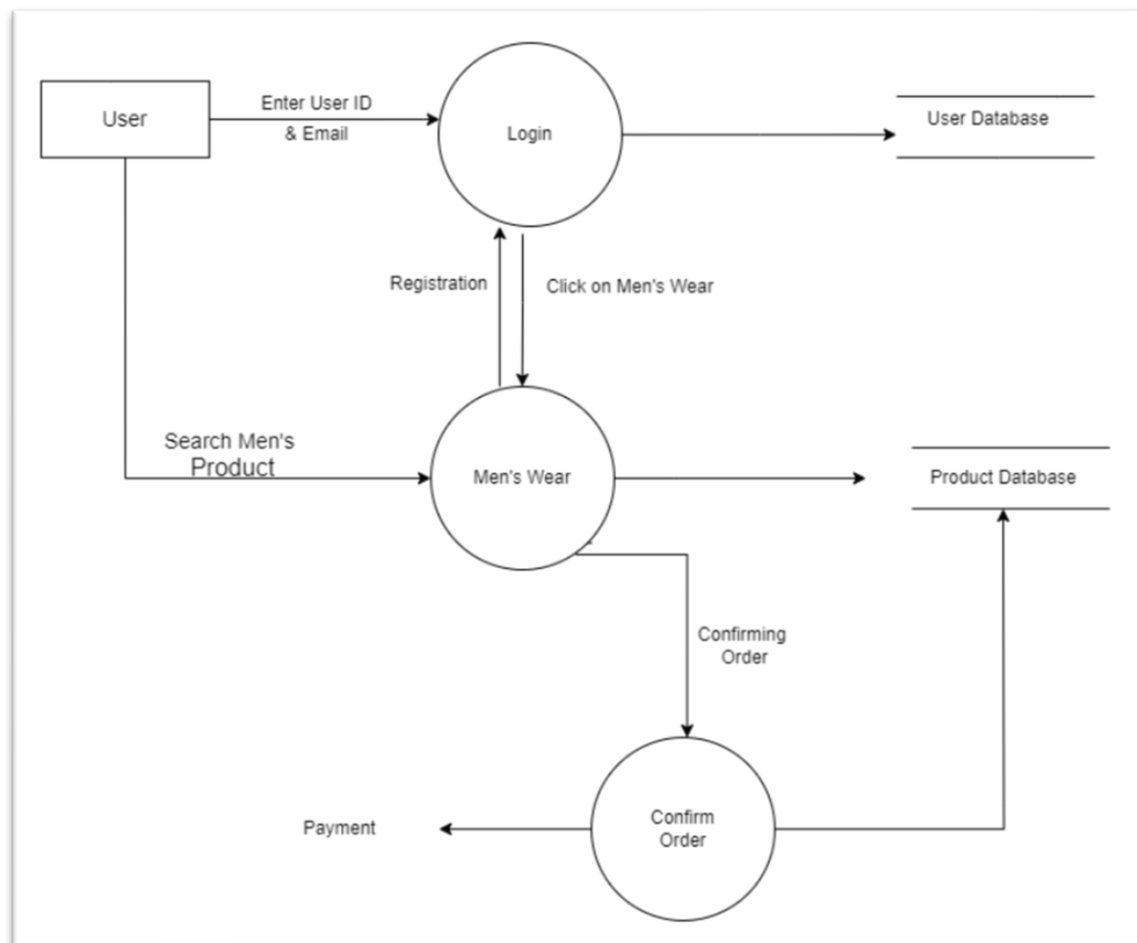 Enter User ID
User
& Email
Login
User Database
Registration
Click on Men's Wear
Search Men's
Product
Men's Wear
Product Database
Confirming
Order
Payment
Confirm
Order